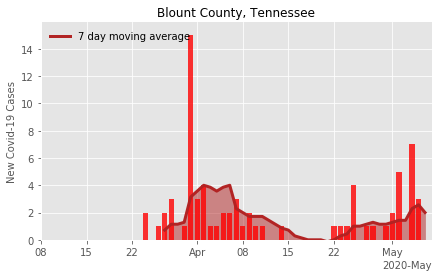 Blount County, Tennessee
7 day moving average
New Covid-19 Cases
14
12
10
8
6
4
2
0
08 15 22 Apr 08 15 22 May
2020-May